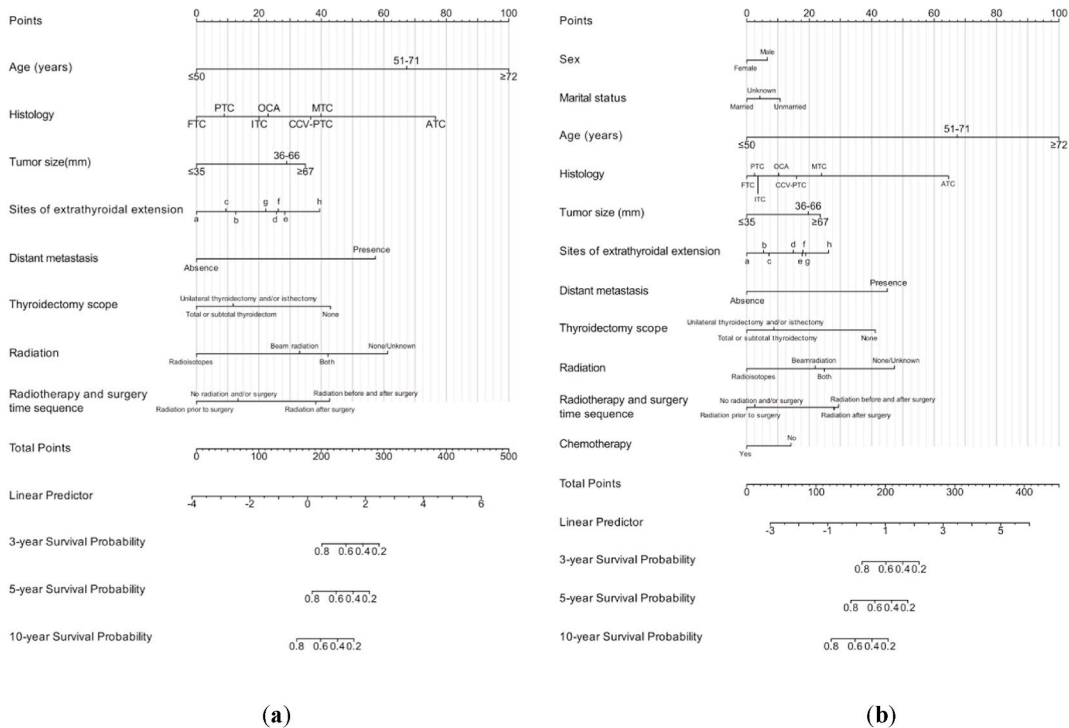 Points
0 20 40 60 80 100
Age (years)
51-71
≤50 ≥72
Histology
PTC OCA MTC
FTC ITC CCV-PTC ATC
Tumor size(mm)
36-66
≤35 ≥67
Sites of extrathyroidal extension
c g f h
a b d e
Distant metastasis
Presence
Absence
Thyroidectomy scope
Unilateral thyroidectomy and/or isthectomy
Total or subtotal thyroidectom None
Radiation
Beam radiation None/Unknown
Radioisotopes Both
Radiotherapy and surgery
time sequence
No radiation and/or surgery Radiation before and after surgery
Radiation prior to surgery Radiation after surgery
Total Points
0 100 200 300 400 500
Linear Predictor
-4 -2 0 2 4 6
3-year Survival Probability
0.8 0.6 0.4 0.2
5-year Survival Probability
0.8 0.6 0.4 0.2
10-year Survival Probability
0.8 0.6 0.4 0.2
(a)
Points
0 20 40 60 80 100
Sex
Male
Female
Marital status
Unknown
Married Unmarried
Age (years)
51-71
≤50 ≥72
Histology
PTC OCA MTC
FTC CCV-PTC ATC
ITC
Tumor size (mm)
36-66
≤35 ≥67
Sites of extrathyroidal extension
b d f h
a c e g
Distant metastasis
Presence
Absence
Thyroidectomy scope
Unilateral thyroidectomy and/or isthectomy
Total or subtotal thyroidectomy None
Radiation
Beamradiation None/Unknown
Radioisotopes Both
Radiotherapy and surgery
time sequence
No radiation and/or surgery Radiation before and after surgery
Radiation prior to surgery Radiation after surgery
Chemotherapy
No
Yes
Total Points
0 100 200 300 400
Linear Predictor
-3 -1 1 3 5
3-year Survival Probability
0.8 0.6 0.4 0.2
5-year Survival Probability
0.8 0.6 0.4 0.2
10-year Survival Probability
0.8 0.6 0.4 0.2
(b)